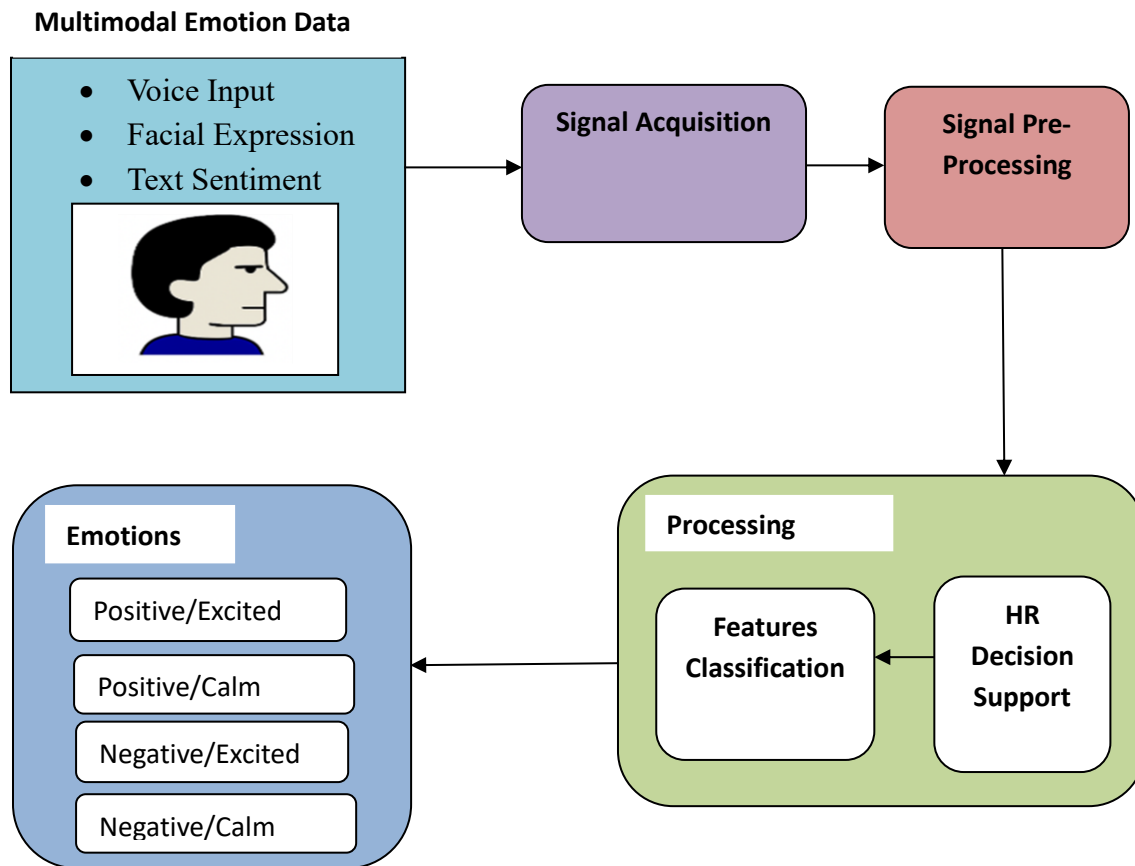 Multimodal Emotion Data
• Voice Input
• Facial Expression
• Text Sentiment
Signal Acquisition
Signal Pre-
Processing
Processing
Features
Classification
HR
Decision
Support
Emotions
Positive/Excited
Positive/Calm
Negative/Excited
Negative/Calm